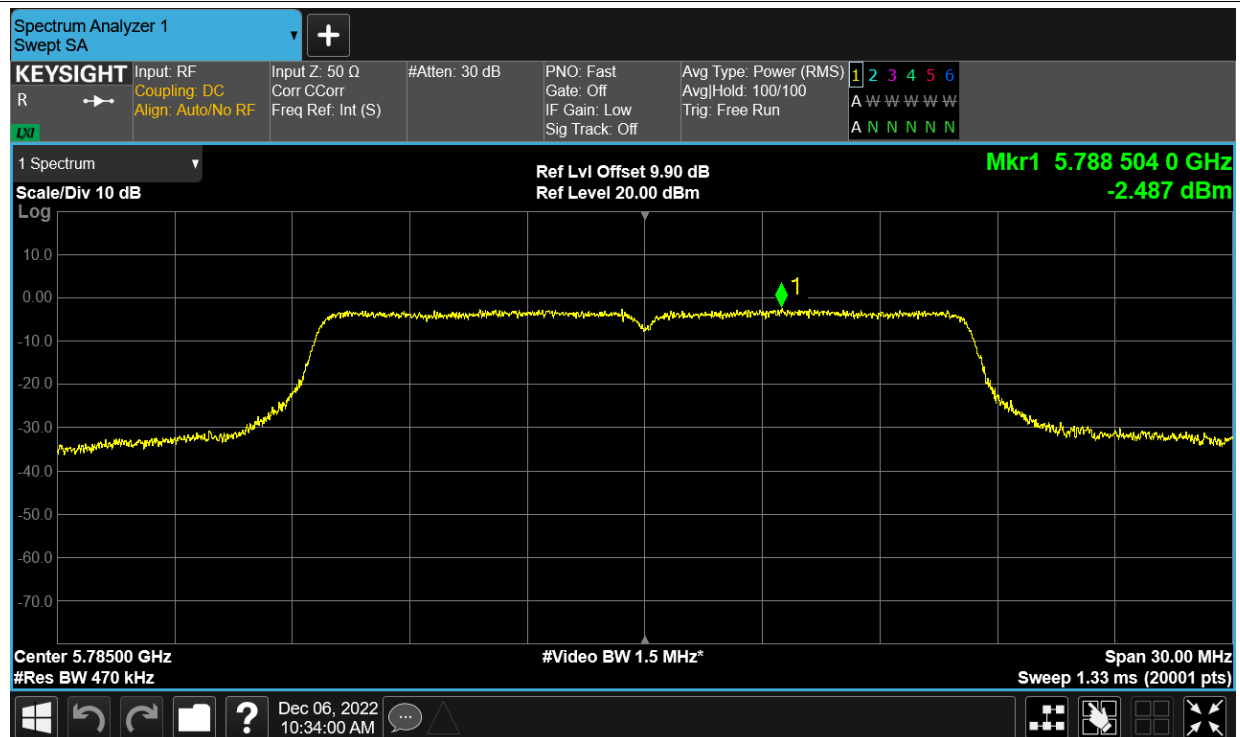 Spectrum Analyzer 1
Swept SA
KEYSIGHT
R
LXI
Input: RF
Coupling: DC
Align: Auto/No RF
Input Z: 50 Ω
Corr CCorr
Freq Ref: Int (S)
#Atten: 30 dB
PNO: Fast
Gate: Off
IF Gain: Low
Sig Track: Off
Avg Type: Power (RMS)
Avg|Hold: 100/100
Trig: Free Run
1 2 3 4 5 6
A W W W W W
A N N N N N
1 Spectrum
Scale/Div 10 dB
Ref Lvl Offset 9.90 dB
Ref Level 20.00 dBm
Mkr1 5.788 504 0 GHz
-2.487 dBm
Log
10.0
0.00
-10.0
-20.0
-30.0
-40.0
-50.0
-60.0
-70.0
1
Center 5.78500 GHz
#Res BW 470 kHz
#Video BW 1.5 MHz*
Span 30.00 MHz
Sweep 1.33 ms (20001 pts)
?
Dec 06, 2022
10:34:00 AM